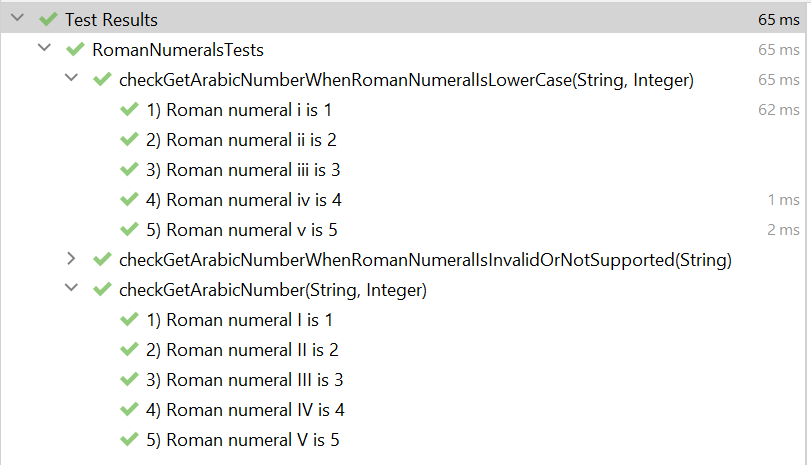 Test Results 65 ms
RomanNumeralsTests 65 ms
checkGetArabicNumberWhenRomanNumeralIsLowerCase(String, Integer) 65 ms
1) Roman numeral i is 1 62 ms
2) Roman numeral ii is 2
3) Roman numeral iii is 3
4) Roman numeral iv is 4 1 ms
5) Roman numeral v is 5 2 ms
checkGetArabicNumberWhenRomanNumeralIsInvalidOrNotSupported(String)
checkGetArabicNumber(String, Integer)
1) Roman numeral I is 1
2) Roman numeral II is 2
3) Roman numeral III is 3
4) Roman numeral IV is 4
5) Roman numeral V is 5